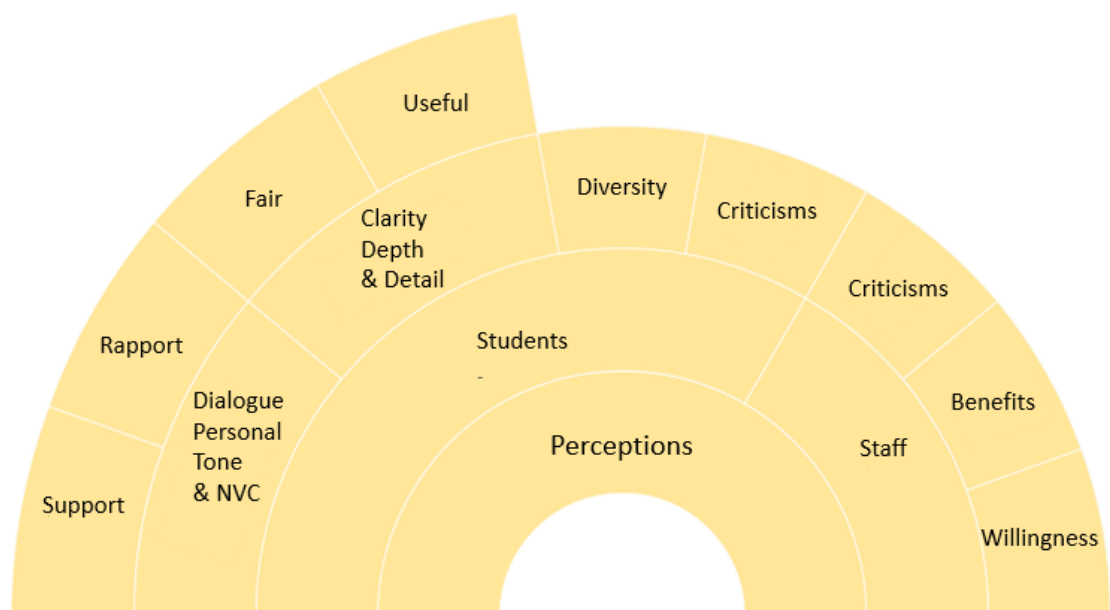 Useful
Fair
Rapport
Support
Clarity
Depth
& Detail
Dialogue
Personal
Tone
& NVC
Diversity
Criticisms
Students
-
Perceptions
Criticisms
Benefits
Staff
Willingness